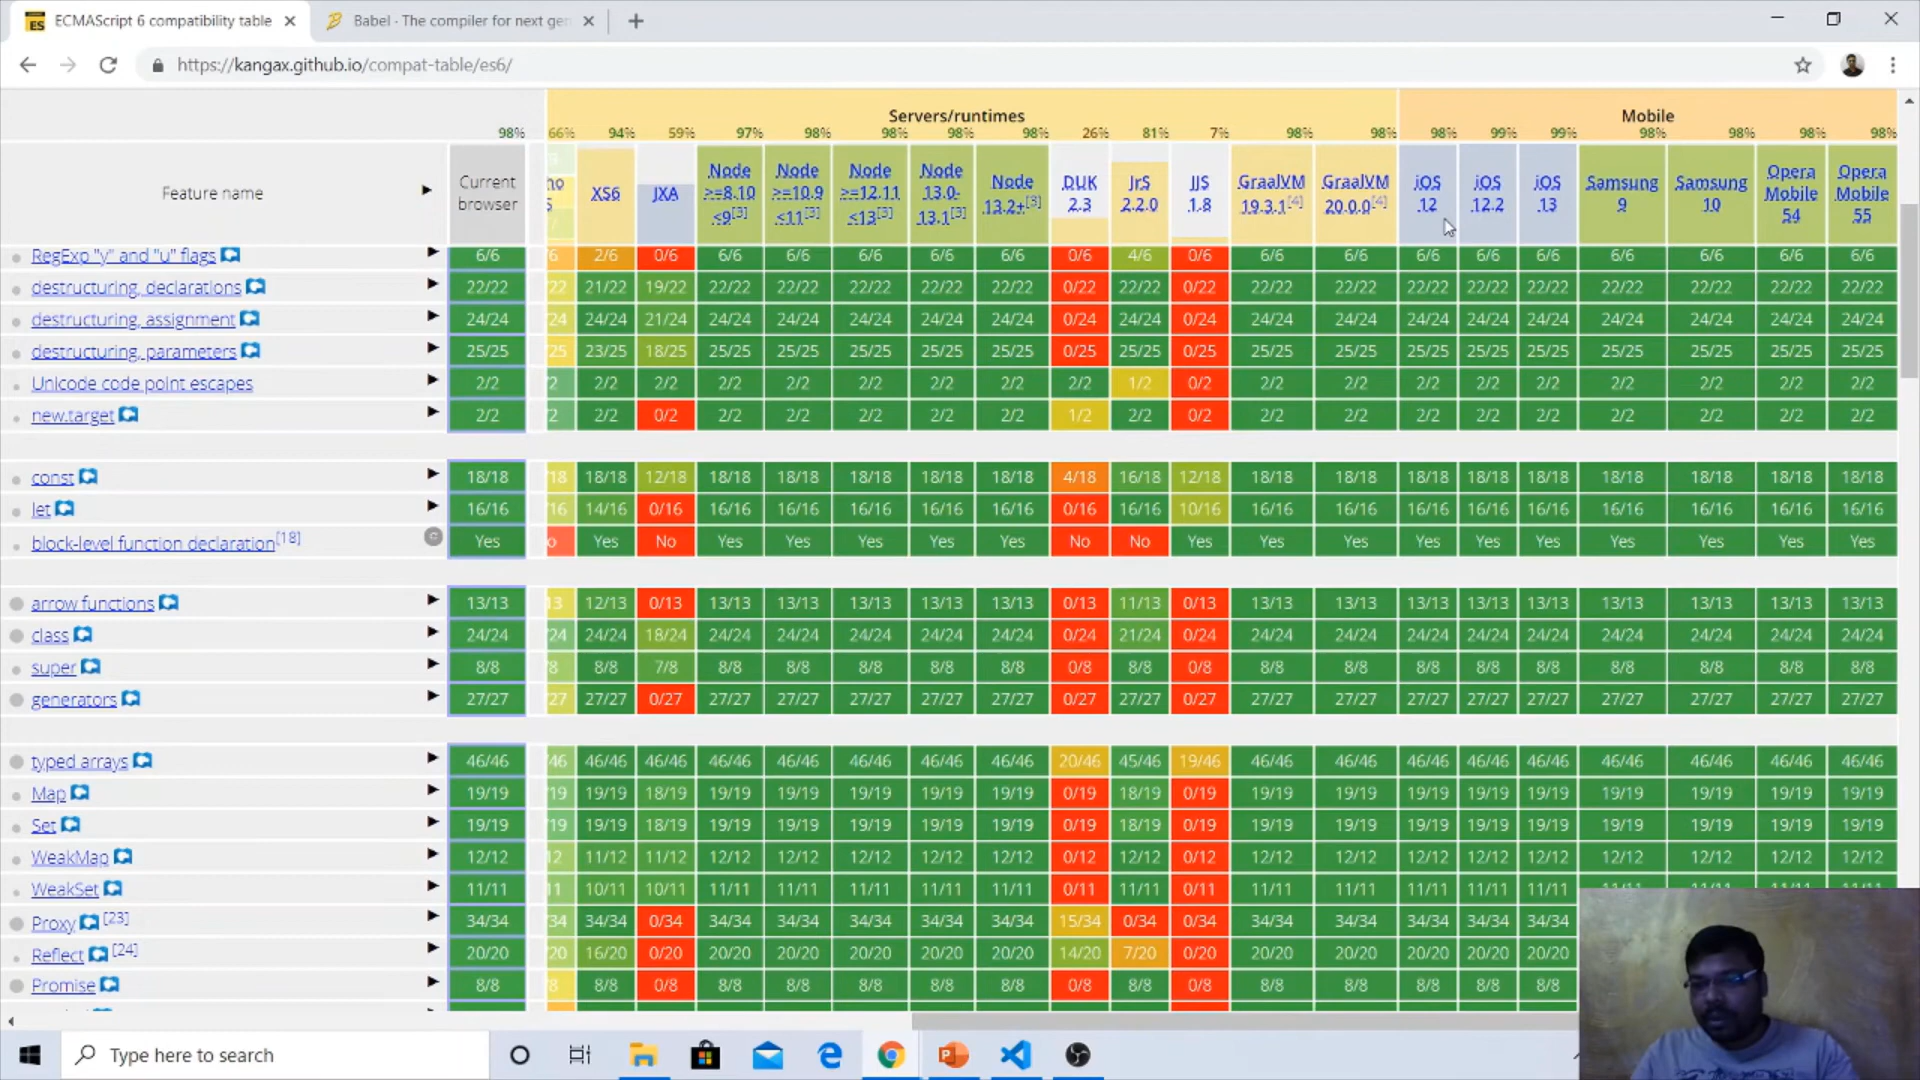 ECMAScript 6 compatibility table
Babel - The compiler for next gen
https://kangax.github.io/compat-table/es6/
Servers/runtimes
Mobile
98% 66% 94% 59% 97% 98% 98% 98% 98% 26% 81% 7% 98% 98% 98% 99% 99% 98% 98% 98% 98%
Feature name
Current browser
XS6
JXA
Node >=8.10 <9[3]
Node >=10.9 <11[3]
Node >=12.11 <13[3]
Node 13.0-13.1[3]
Node 13.2+[3]
DUK 2.3
JrS 2.2.0
JJS 1.8
GraalVM 19.3.1[4]
GraalVM 20.0.0[4]
iOS 12
iOS 12.2
iOS 13
Samsung 9
Samsung 10
Opera Mobile 54
Opera Mobile 55
RegExp "y" and "u" flags 6/6 /6 2/6 0/6 6/6 6/6 6/6 6/6 6/6 0/6 4/6 0/6 6/6 6/6 6/6 6/6 6/6 6/6 6/6 6/6 6/6
destructuring, declarations 22/22 /22 21/22 19/22 22/22 22/22 22/22 22/22 22/22 0/22 22/22 0/22 22/22 22/22 22/22 22/22 22/22 22/22 22/22 22/22 22/22
destructuring, assignment 24/24 /24 24/24 21/24 24/24 24/24 24/24 24/24 24/24 0/24 24/24 0/24 24/24 24/24 24/24 24/24 24/24 24/24 24/24 24/24 24/24
destructuring, parameters 25/25 /25 23/25 18/25 25/25 25/25 25/25 25/25 25/25 0/25 25/25 0/25 25/25 25/25 25/25 25/25 25/25 25/25 25/25 25/25 25/25
Unicode code point escapes 2/2 /2 2/2 2/2 2/2 2/2 2/2 2/2 2/2 2/2 1/2 0/2 2/2 2/2 2/2 2/2 2/2 2/2 2/2 2/2 2/2
new.target 2/2 /2 2/2 0/2 2/2 2/2 2/2 2/2 2/2 1/2 2/2 0/2 2/2 2/2 2/2 2/2 2/2 2/2 2/2 2/2 2/2
const 18/18 /18 18/18 12/18 18/18 18/18 18/18 18/18 18/18 4/18 16/18 12/18 18/18 18/18 18/18 18/18 18/18 18/18 18/18 18/18 18/18
let 16/16 /16 14/16 0/16 16/16 16/16 16/16 16/16 16/16 0/16 16/16 10/16 16/16 16/16 16/16 16/16 16/16 16/16 16/16 16/16 16/16
block-level function declaration[18] Yes o Yes No Yes Yes Yes Yes Yes No No Yes Yes Yes Yes Yes Yes Yes Yes Yes Yes
arrow functions 13/13 13 12/13 0/13 13/13 13/13 13/13 13/13 13/13 0/13 11/13 0/13 13/13 13/13 13/13 13/13 13/13 13/13 13/13 13/13 13/13
class 24/24 /24 24/24 18/24 24/24 24/24 24/24 24/24 24/24 0/24 21/24 0/24 24/24 24/24 24/24 24/24 24/24 24/24 24/24 24/24 24/24
super 8/8 /8 8/8 7/8 8/8 8/8 8/8 8/8 8/8 0/8 8/8 0/8 8/8 8/8 8/8 8/8 8/8 8/8 8/8 8/8 8/8
generators 27/27 /27 27/27 0/27 27/27 27/27 27/27 27/27 27/27 0/27 27/27 0/27 27/27 27/27 27/27 27/27 27/27 27/27 27/27 27/27 27/27
typed arrays 46/46 /46 46/46 46/46 46/46 46/46 46/46 46/46 46/46 20/46 45/46 19/46 46/46 46/46 46/46 46/46 46/46 46/46 46/46 46/46 46/46
Map 19/19 /19 19/19 18/19 19/19 19/19 19/19 19/19 19/19 0/19 18/19 0/19 19/19 19/19 19/19 19/19 19/19 19/19 19/19 19/19 19/19
Set 19/19 /19 19/19 18/19 19/19 19/19 19/19 19/19 19/19 0/19 18/19 0/19 19/19 19/19 19/19 19/19 19/19 19/19 19/19 19/19 19/19
WeakMap 12/12 12 11/12 11/12 12/12 12/12 12/12 12/12 12/12 0/12 12/12 0/12 12/12 12/12 12/12 12/12 12/12 12/12 12/12 12/12 12/12
WeakSet 11/11 11 10/11 10/11 11/11 11/11 11/11 11/11 11/11 0/11 11/11 0/11 11/11 11/11 11/11 11/11 11/11
Proxy [23] 34/34 /34 34/34 0/34 34/34 34/34 34/34 34/34 34/34 15/34 0/34 0/34 34/34 34/34 34/34 34/34 34/34
Reflect [24] 20/20 /20 16/20 0/20 20/20 20/20 20/20 20/20 20/20 14/20 7/20 0/20 20/20 20/20 20/20 20/20 20/20
Promise 8/8 /8 8/8 0/8 8/8 8/8 8/8 8/8 8/8 0/8 8/8 0/8 8/8 8/8 8/8 8/8 8/8
Type here to search